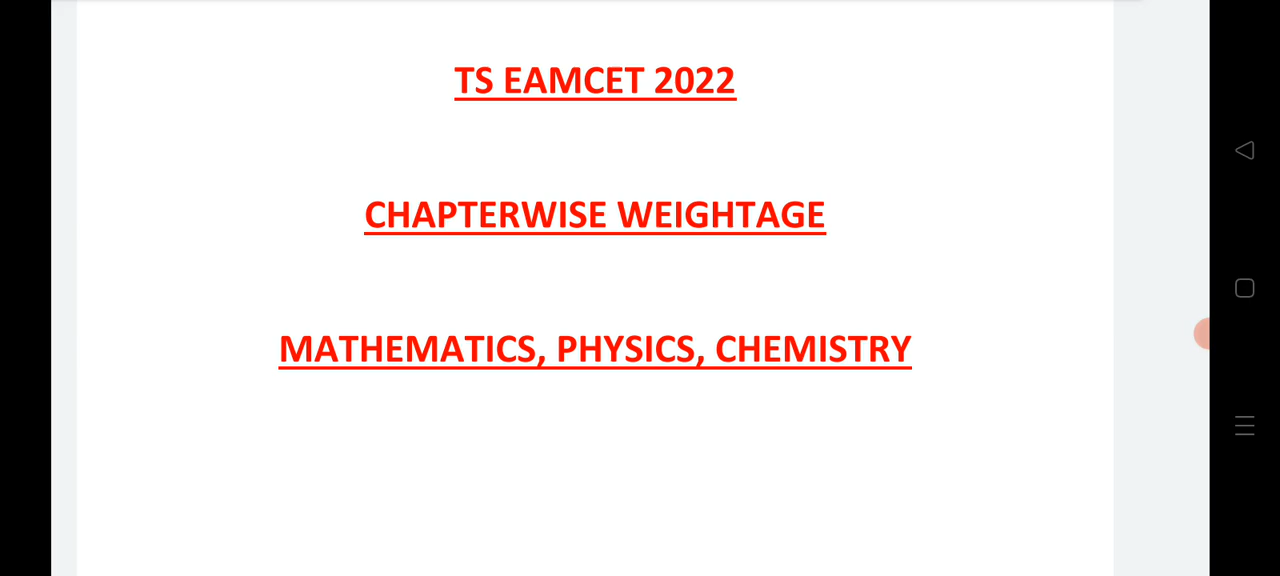 TS EAMCET 2022
CHAPTERWISE WEIGHTAGE
MATHEMATICS, PHYSICS, CHEMISTRY